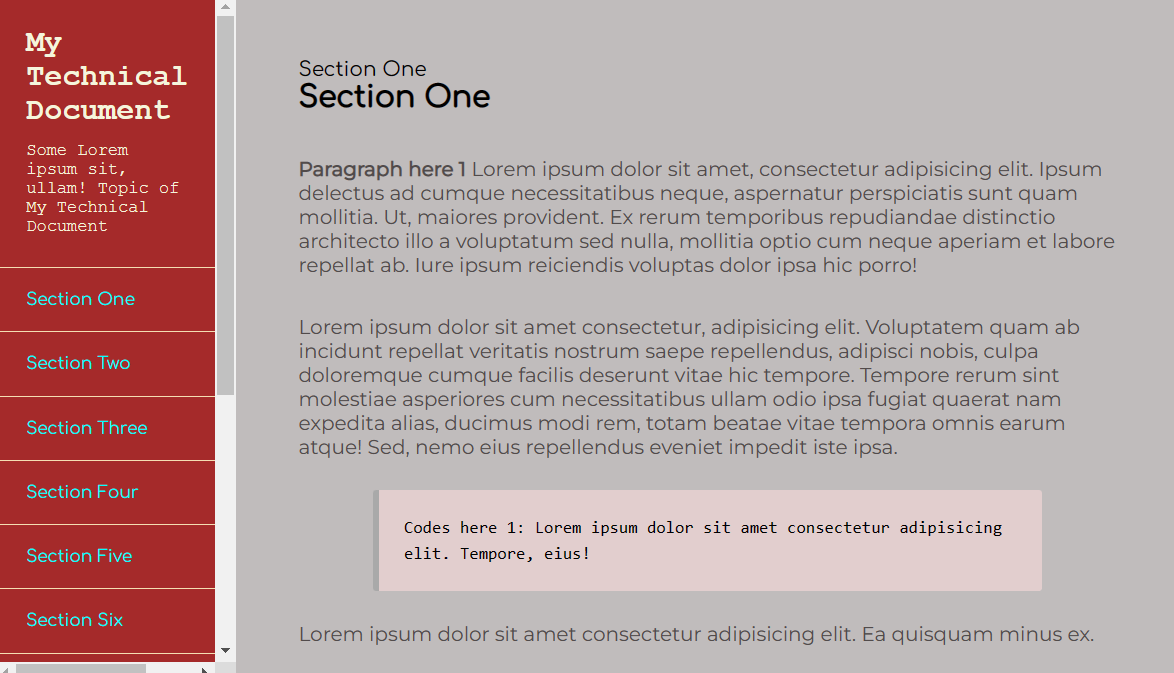 My
Technical
Document
Some Lorem
ipsum sit,
ullam! Topic of
My Technical
Document
Section One
Section Two
Section Three
Section Four
Section Five
Section Six
Section One
Section One
Paragraph here 1 Lorem ipsum dolor sit amet, consectetur adipisicing elit. Ipsum
delectus ad cumque necessitatibus neque, aspernatur perspiciatis sunt quam
mollitia. Ut, maiores provident. Ex rerum temporibus repudiandae distinctio
architecto illo a voluptatum sed nulla, mollitia optio cum neque aperiam et labore
repellat ab. Iure ipsum reiciendis voluptas dolor ipsa hic porro!
Lorem ipsum dolor sit amet consectetur, adipisicing elit. Voluptatem quam ab
incidunt repellat veritatis nostrum saepe repellendus, adipisci nobis, culpa
doloremque cumque facilis deserunt vitae hic tempore. Tempore rerum sint
molestiae asperiores cum necessitatibus ullam odio ipsa fugiat quaerat nam
expedita alias, ducimus modi rem, totam beatae vitae tempora omnis earum
atque! Sed, nemo eius repellendus eveniet impedit iste ipsa.
Codes here 1: Lorem ipsum dolor sit amet consectetur adipisicing
elit. Tempore, eius!
Lorem ipsum dolor sit amet consectetur adipisicing elit. Ea quisquam minus ex.